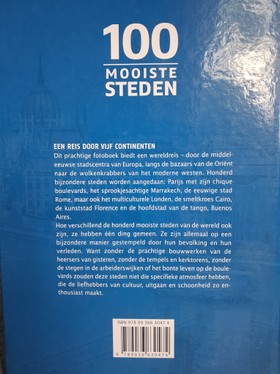 100
MOOISTE
STEDEN
EEN REIS DOOR VIJF CONTINENTEN
Dit prachtige fotoboek biedt een wereldreis – door de middel-
eeuwse stadscentra van Europa, langs de bazaars van de Oriënt
naar de wolkenkrabbers van het moderne westen. Honderd
bijzondere steden worden aangedaan: Parijs met zijn chique
boulevards, het sprookjesachtige Marrakech, de eeuwige stad
Rome, maar ook het multiculturele Londen, de smeltkroes Cairo,
de kunststad Florence en de hoofdstad van de tango, Buenos
Aires.
Hoe verschillend de honderd mooiste steden van de wereld ook
zijn, ze hebben één ding gemeen. Ze zijn allemaal op een
bijzondere manier gestempeld door hun bevolking en hun
verleden. Want zonder de prachtige bouwwerken van de
heersers van gisteren, zonder de tempels en kerktorens, zonder
de stegen in de arbeiderswijken of het bonte leven op de boule-
vards zouden deze steden niet die specifieke atmosfeer hebben,
die de liefhebbers van cultuur, uitgaan en schoonheid zo en-
thousiast maakt.